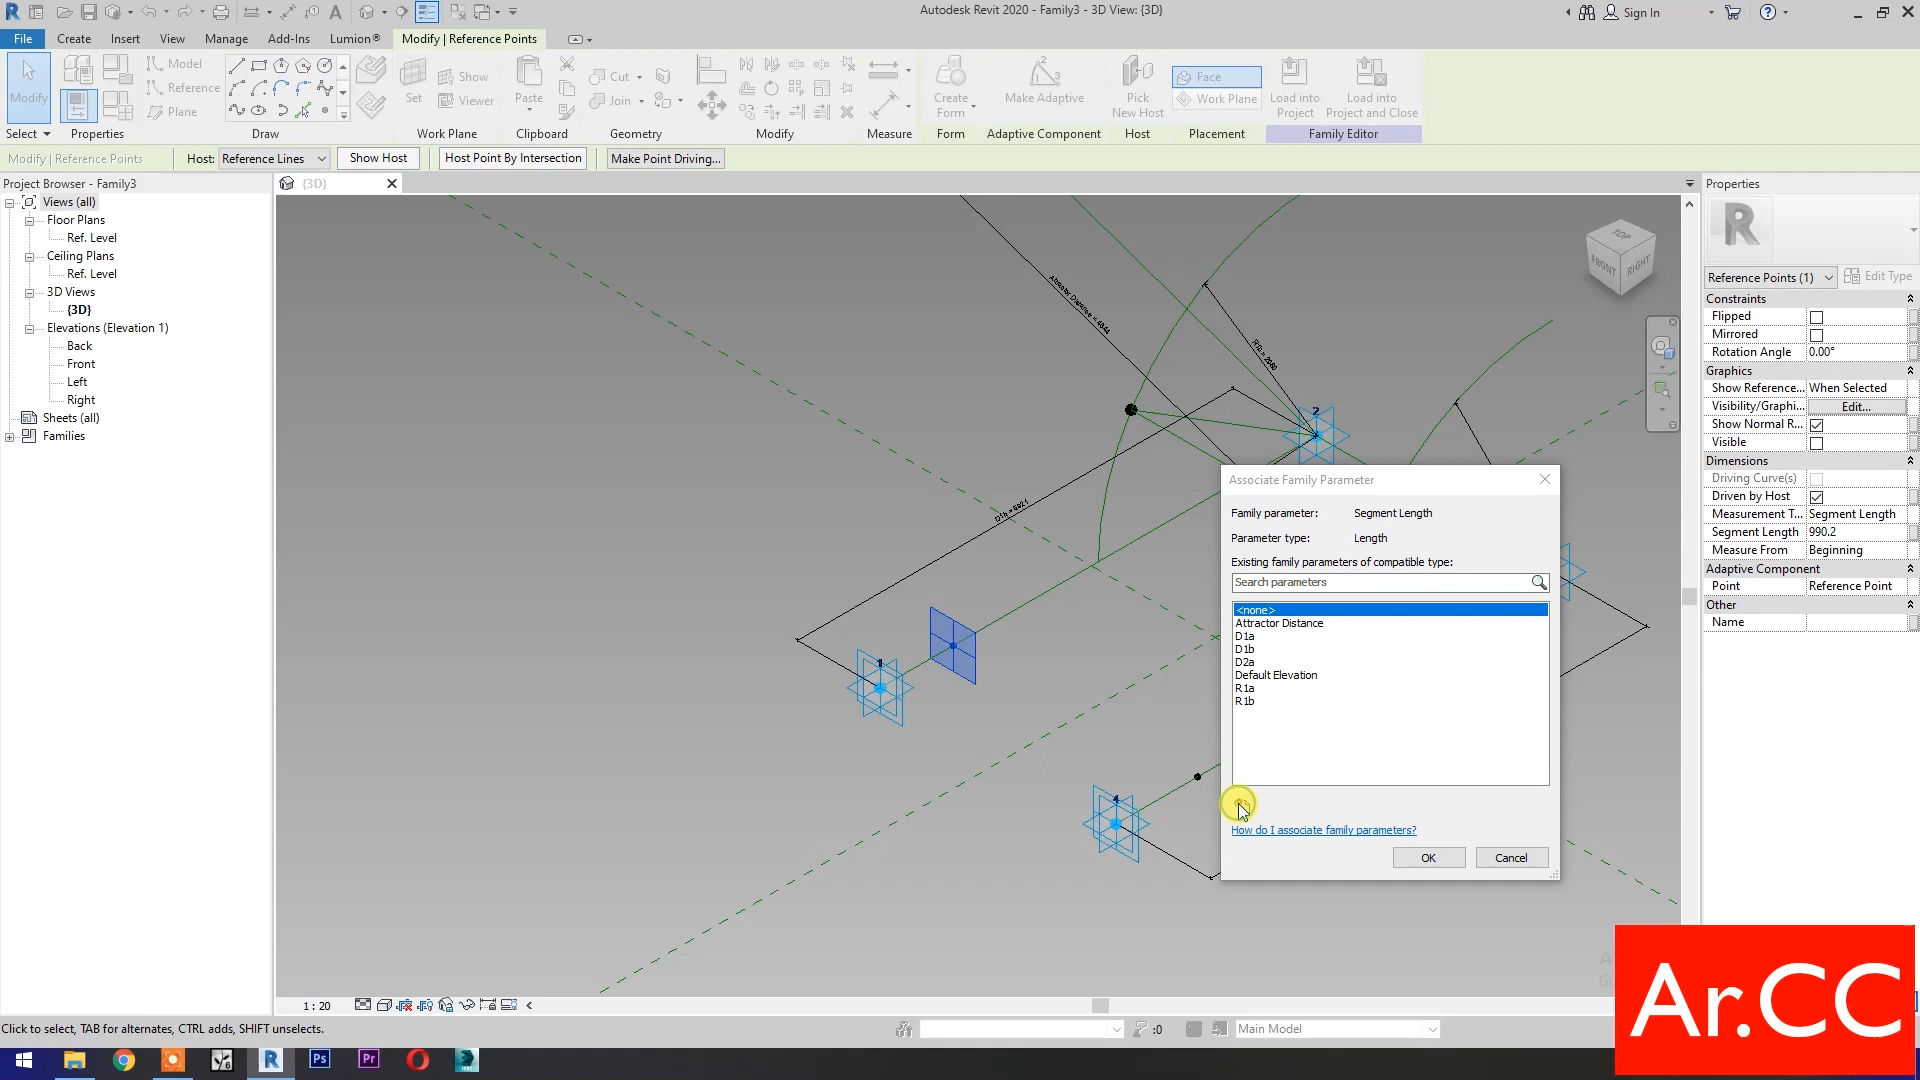 Autodesk Revit 2020 - Family3 - 3D View: {3D}
Sign In
File
Create
Insert
View
Manage
Add-Ins
Lumion®
Modify | Reference Points
Modify
Model
Reference
Plane
Set
Show
Viewer
Paste
Cut
Join
Create
Form
Make Adaptive
Pick
New Host
Face
Work Plane
Load into
Project
Load into
Project and Close
Select
Properties
Draw
Work Plane
Clipboard
Geometry
Modify
Measure
Form
Adaptive Component
Host
Placement
Family Editor
Modify | Reference Points
Host:
Reference Lines
Show Host
Host Point By Intersection
Make Point Driving...
Project Browser - Family3
{3D}
Properties
Views (all)
Floor Plans
Ref. Level
Ceiling Plans
Ref. Level
3D Views
{3D}
Elevations (Elevation 1)
Back
Front
Left
Right
Sheets (all)
Families
TOP
FRONT
RIGHT
1
2
4
Associate Family Parameter
Family parameter:
Segment Length
Parameter type:
Length
Existing family parameters of compatible type:
Search parameters
<none>
Attractor Distance
D1a
D1b
D2a
Default Elevation
R1a
R1b
How do I associate family parameters?
OK
Cancel
R
Reference Points (1)
Edit Type
Constraints
Flipped
Mirrored
Rotation Angle
0.00°
Graphics
Show Reference...
When Selected
Visibility/Graphi...
Edit...
Show Normal R...
Visible
Dimensions
Driving Curve(s)
Driven by Host
Measurement T...
Segment Length
Segment Length
990.2
Measure From
Beginning
Adaptive Component
Point
Reference Point
Other
Name
1 : 20
Click to select, TAB for alternates, CTRL adds, SHIFT unselects.
:0
Main Model
Ar.CC
R
Ps
Pr